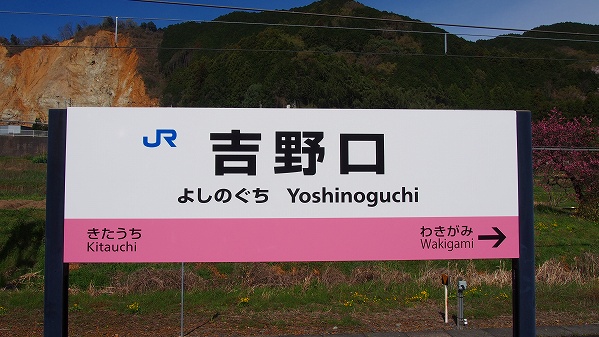 JR 吉野口
よしのぐち Yoshinoguchi
きたうち わきがみ →
Kitauchi Wakigami